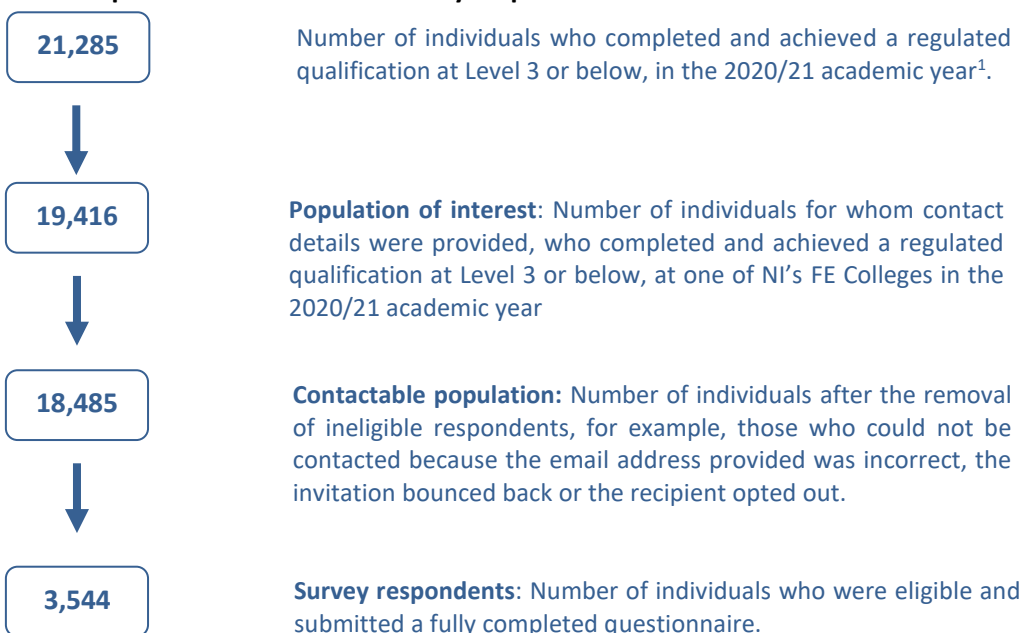 21,285
Number of individuals who completed and achieved a regulated
qualification at Level 3 or below, in the 2020/21 academic year¹.
19,416
Population of interest: Number of individuals for whom contact
details were provided, who completed and achieved a regulated
qualification at Level 3 or below, at one of NI’s FE Colleges in the
2020/21 academic year
18,485
Contactable population: Number of individuals after the removal
of ineligible respondents, for example, those who could not be
contacted because the email address provided was incorrect, the
invitation bounced back or the recipient opted out.
3,544
Survey respondents: Number of individuals who were eligible and
submitted a fully completed questionnaire.